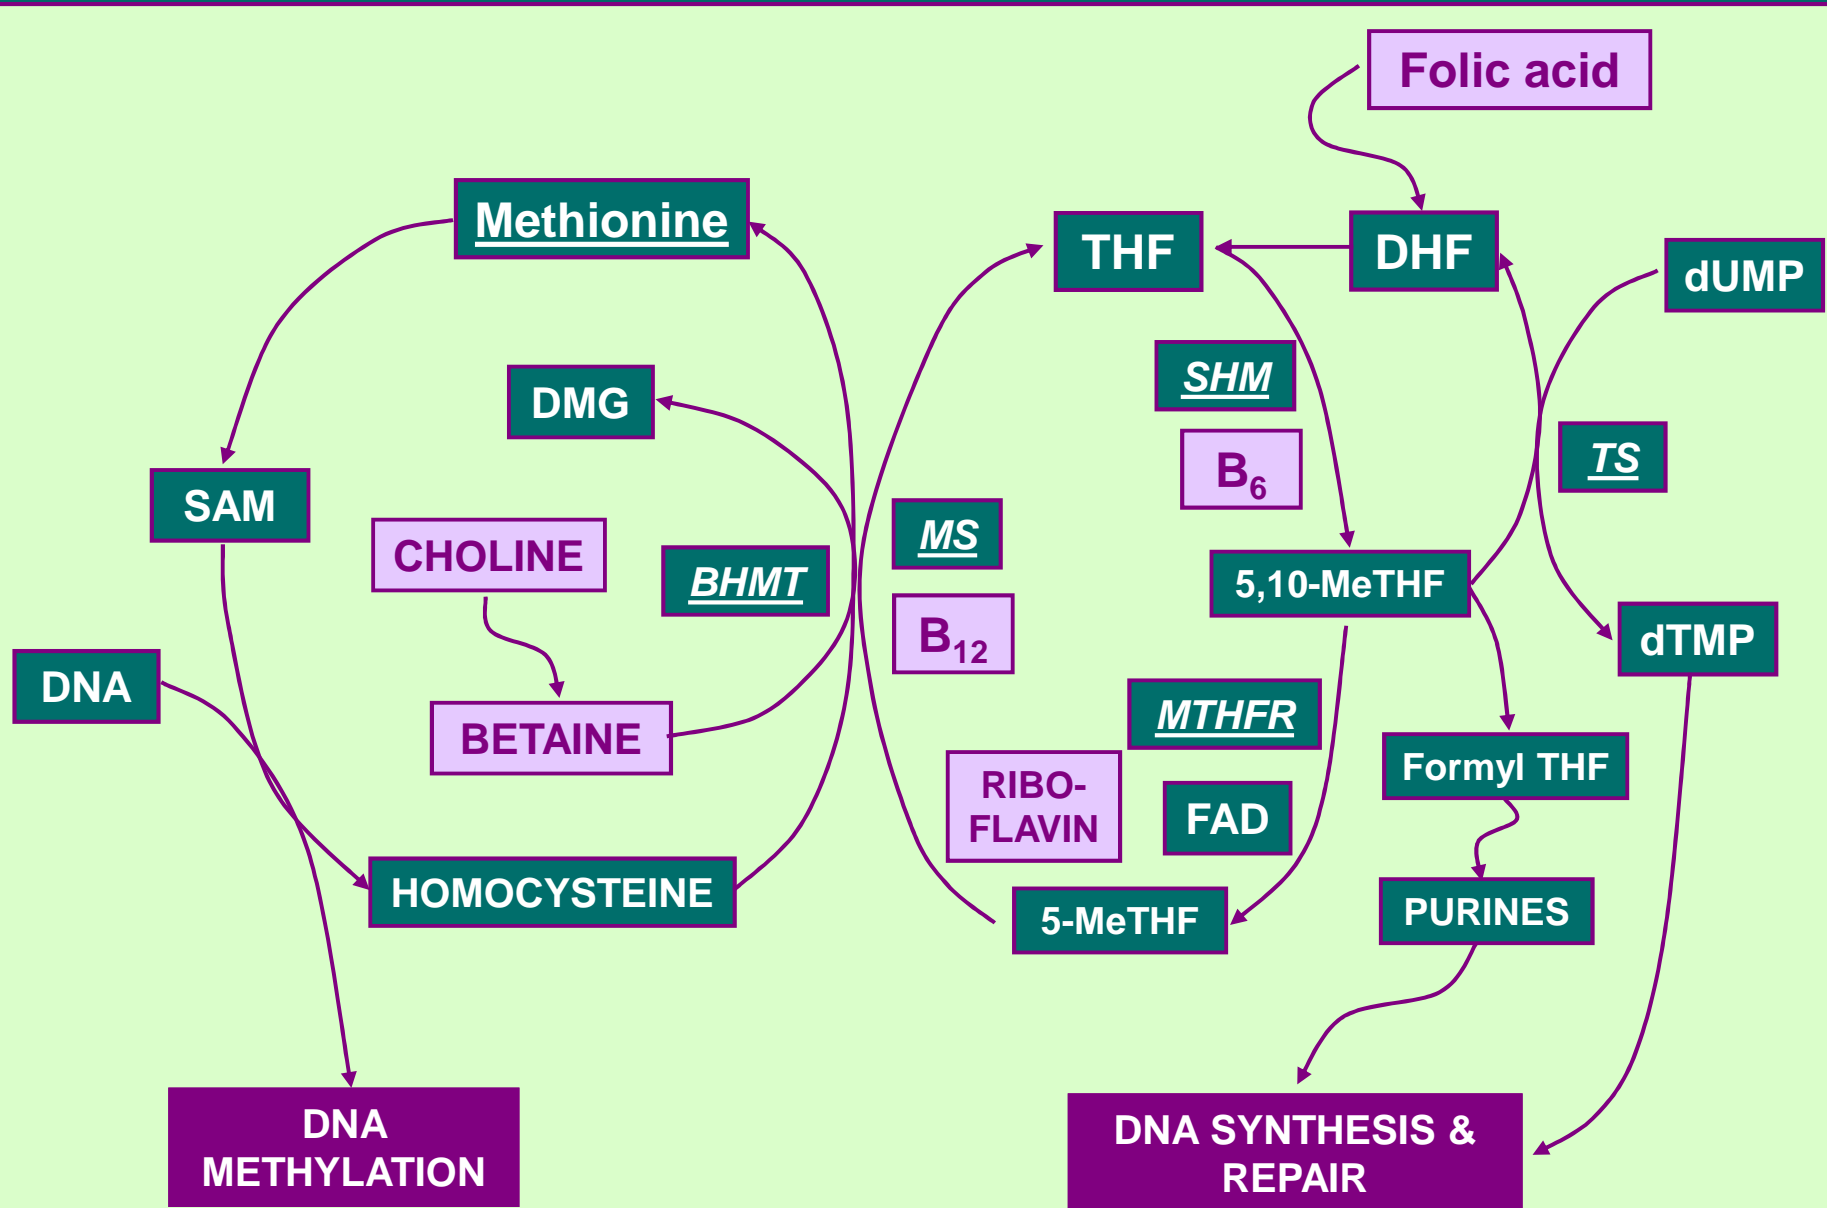 Folic acid
Methionine
THF
DHF
dUMP
SHM
DMG
B6
TS
SAM
CHOLINE
BHMT
MS
5,10-MeTHF
B12
dTMP
DNA
BETAINE
MTHFR
Formyl THF
RIBO-
FLAVIN
FAD
HOMOCYSTEINE
5-MeTHF
PURINES
DNA
METHYLATION
DNA SYNTHESIS &
REPAIR